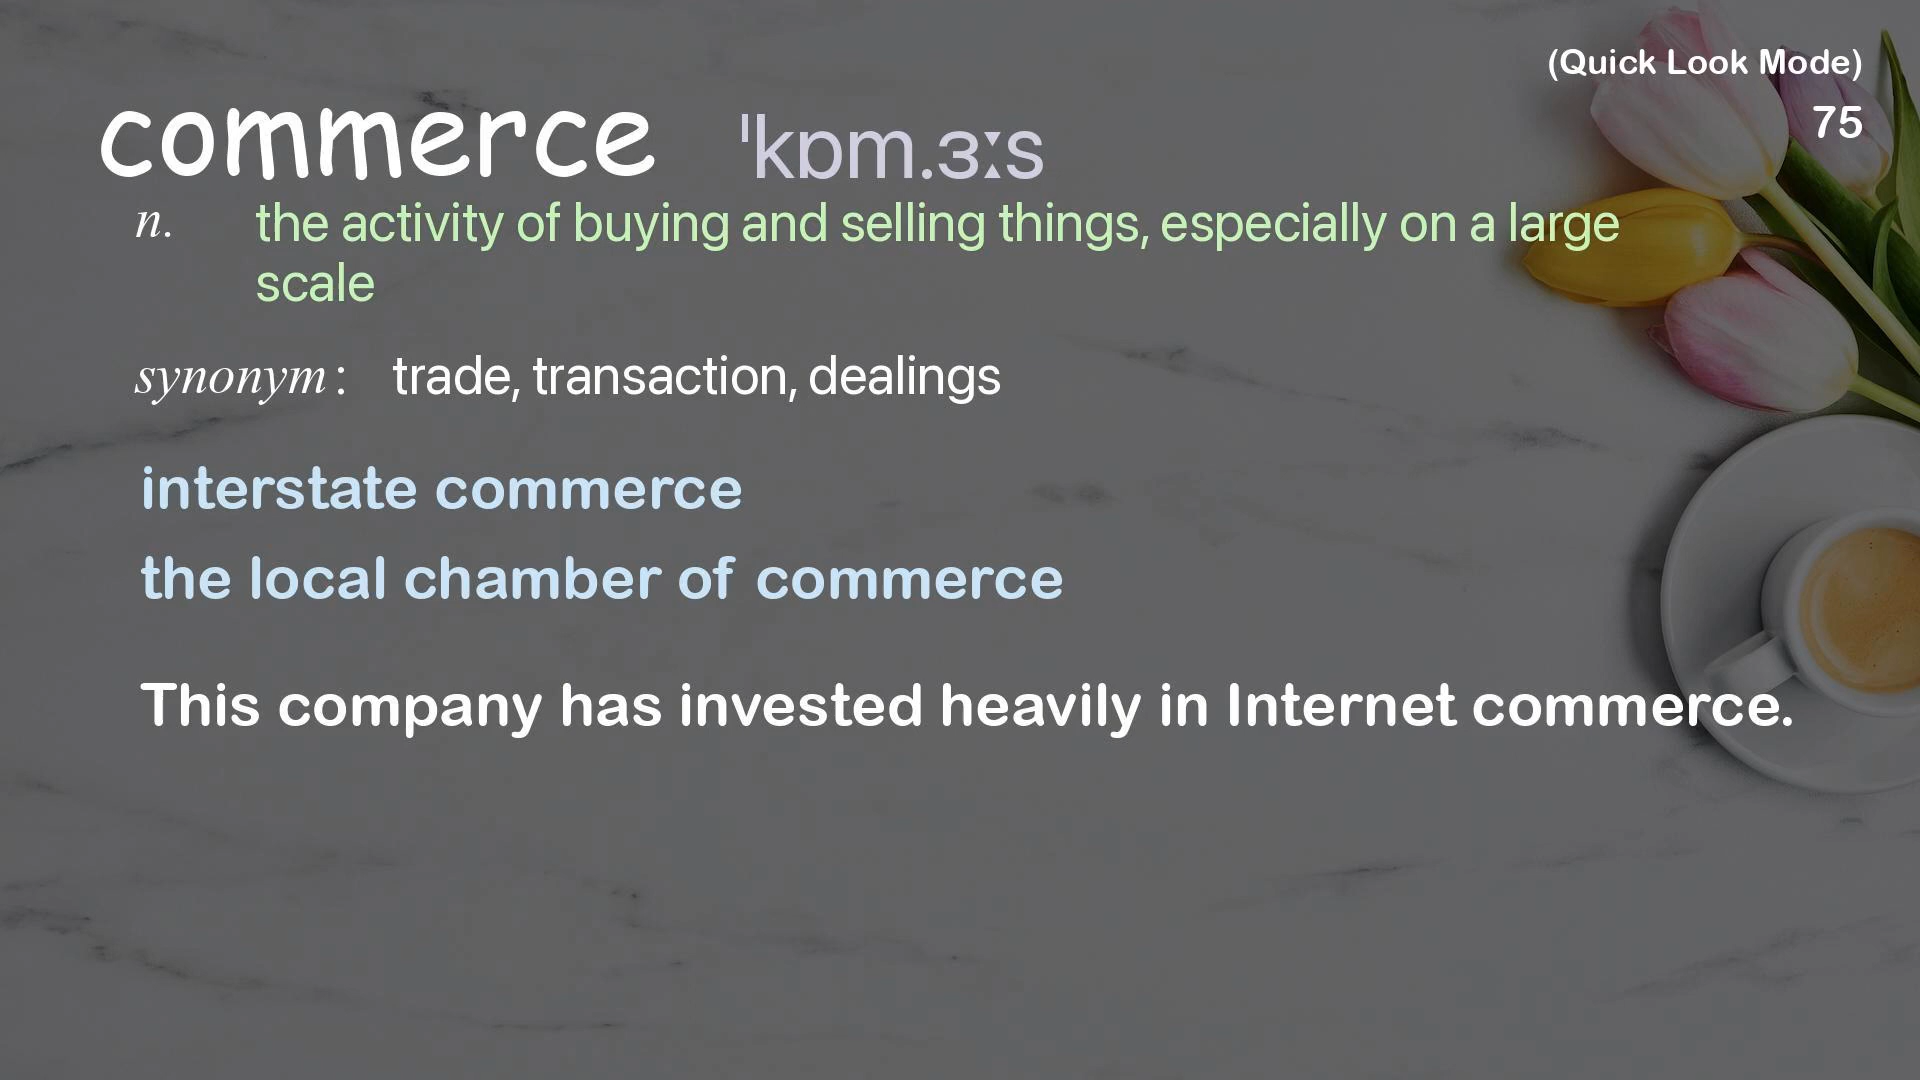 (Quick Look Mode)
75
commerce ˈkɒm.ɜːs
n. the activity of buying and selling things, especially on a large
scale
synonym: trade, transaction, dealings
interstate commerce
the local chamber of commerce
This company has invested heavily in Internet commerce.